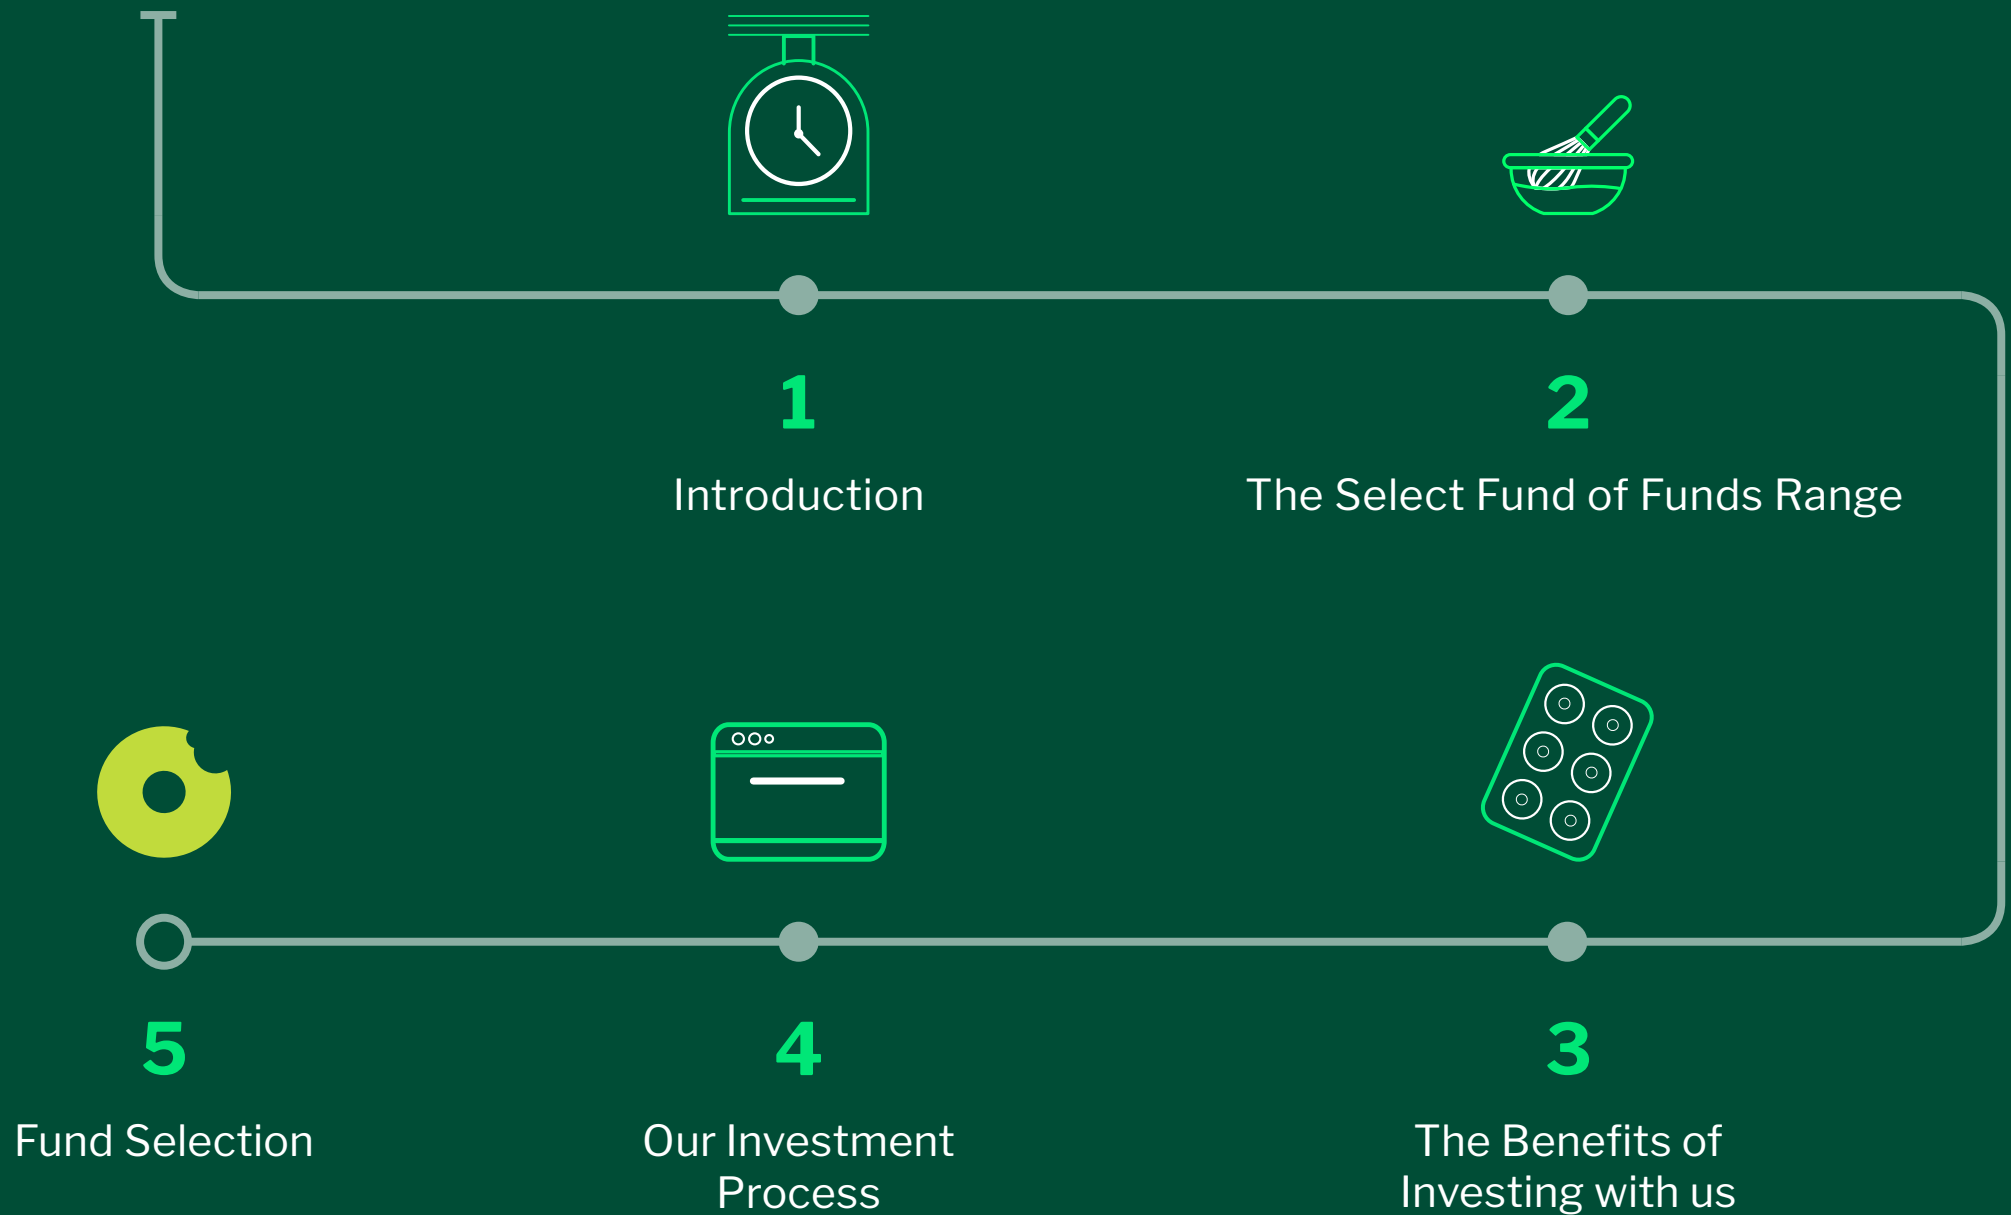 1
Introduction
2
The Select Fund of Funds Range
3
The Benefits of
Investing with us
4
Our Investment
Process
5
Fund Selection